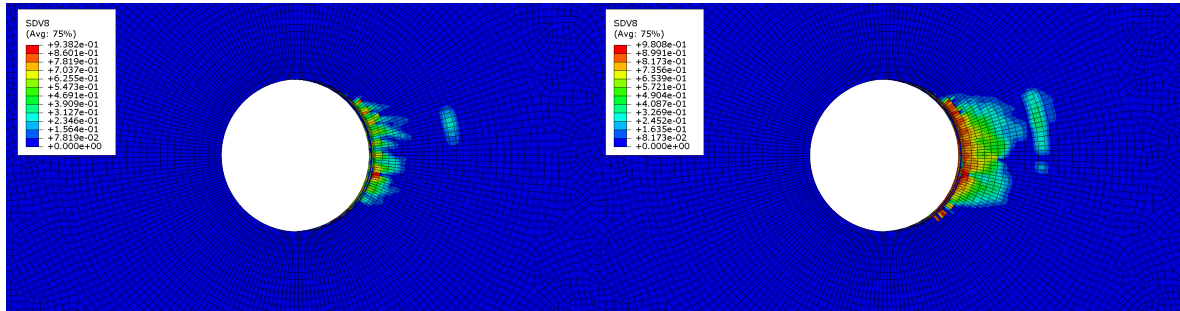 SDV8
(Avg: 75%)
+9.382e-01
+8.601e-01
+7.819e-01
+7.037e-01
+6.255e-01
+5.473e-01
+4.691e-01
+3.909e-01
+3.127e-01
+2.346e-01
+1.564e-01
+7.819e-02
+0.000e+00
SDV8
(Avg: 75%)
+9.808e-01
+8.991e-01
+8.173e-01
+7.356e-01
+6.539e-01
+5.721e-01
+4.904e-01
+4.087e-01
+3.269e-01
+2.452e-01
+1.635e-01
+8.173e-02
+0.000e+00